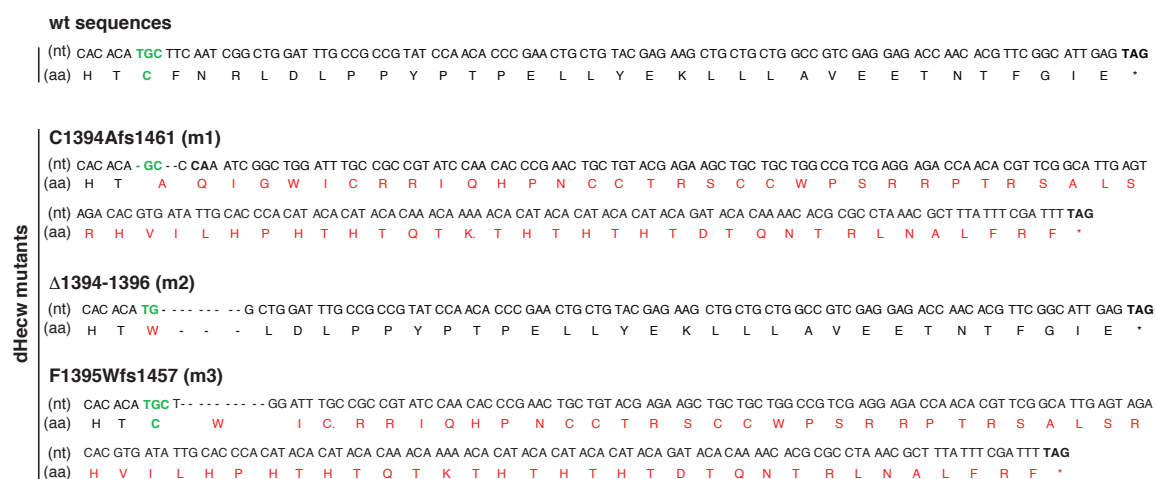 wt sequences
(nt) CAC ACA TGC TTC AAT CGG CTG GAT TTG CCG CCG TAT CCA ACA CCC GAA CTG CTG TAC GAG AAG CTG CTG CTG GCC GTC GAG GAG ACC AAC ACG TTC GGC ATT GAG TAG
(aa) H T C F N R L D L P P Y P T P E L L Y E K L L L A V E E T N T F G I E *
dHecw mutants
C1394Afs1461 (m1)
(nt) CAC ACA - GC - - C CAA ATC GGC TGG ATT TGC CGC CGT ATC CAA CAC CCG AAC TGC TGT ACG AGA AGC TGC TGC TGG CCG TCG AGG AGA CCA ACA CGT TCG GCA TTG AGT
(aa) H T A Q I G W I C R R I Q H P N C C T R S C C W P S R R P T R S A L S
(nt) AGA CAC GTG ATA TTG CAC CCA CAT ACA CAT ACA CAA ACA AAA ACA CAT ACA CAT ACA CAT ACA GAT ACA CAA AAC ACG CGC CTA AAC GCT TTA TTT CGA TTT TAG
(aa) R H V I L H P H T H T Q T K. T H T H T H T D T Q N T R L N A L F R F *
Δ1394-1396 (m2)
(nt) CAC ACA TG - - - - - - - - - G CTG GAT TTG CCG CCG TAT CCA ACA CCC GAA CTG CTG TAC GAG AAG CTG CTG CTG GCC GTC GAG GAG ACC AAC ACG TTC GGC ATT GAG TAG
(aa) H T W - - - L D L P P Y P T P E L L Y E K L L L A V E E T N T F G I E *
F1395Wfs1457 (m3)
(nt) CAC ACA TGC T - - - - - - - - - - GG ATT TGC CGC CGT ATC CAA CAC CCG AAC TGC TGT ACG AGA AGC TGC TGC TGG CCG TCG AGG AGA CCA ACA CGT TCG GCA TTG AGT AGA
(aa) H T C W I C. R R I Q H P N C C T R S C C W P S R R P T R S A L S R
(nt) CAC GTG ATA TTG CAC CCA CAT ACA CAT ACA CAA ACA AAA ACA CAT ACA CAT ACA CAT ACA GAT ACA CAA AAC ACG CGC CTA AAC GCT TTA TTT CGA TTT TAG
(aa) H V I L H P H T H T Q T K T H T H T H T D T Q N T R L N A L F R F *